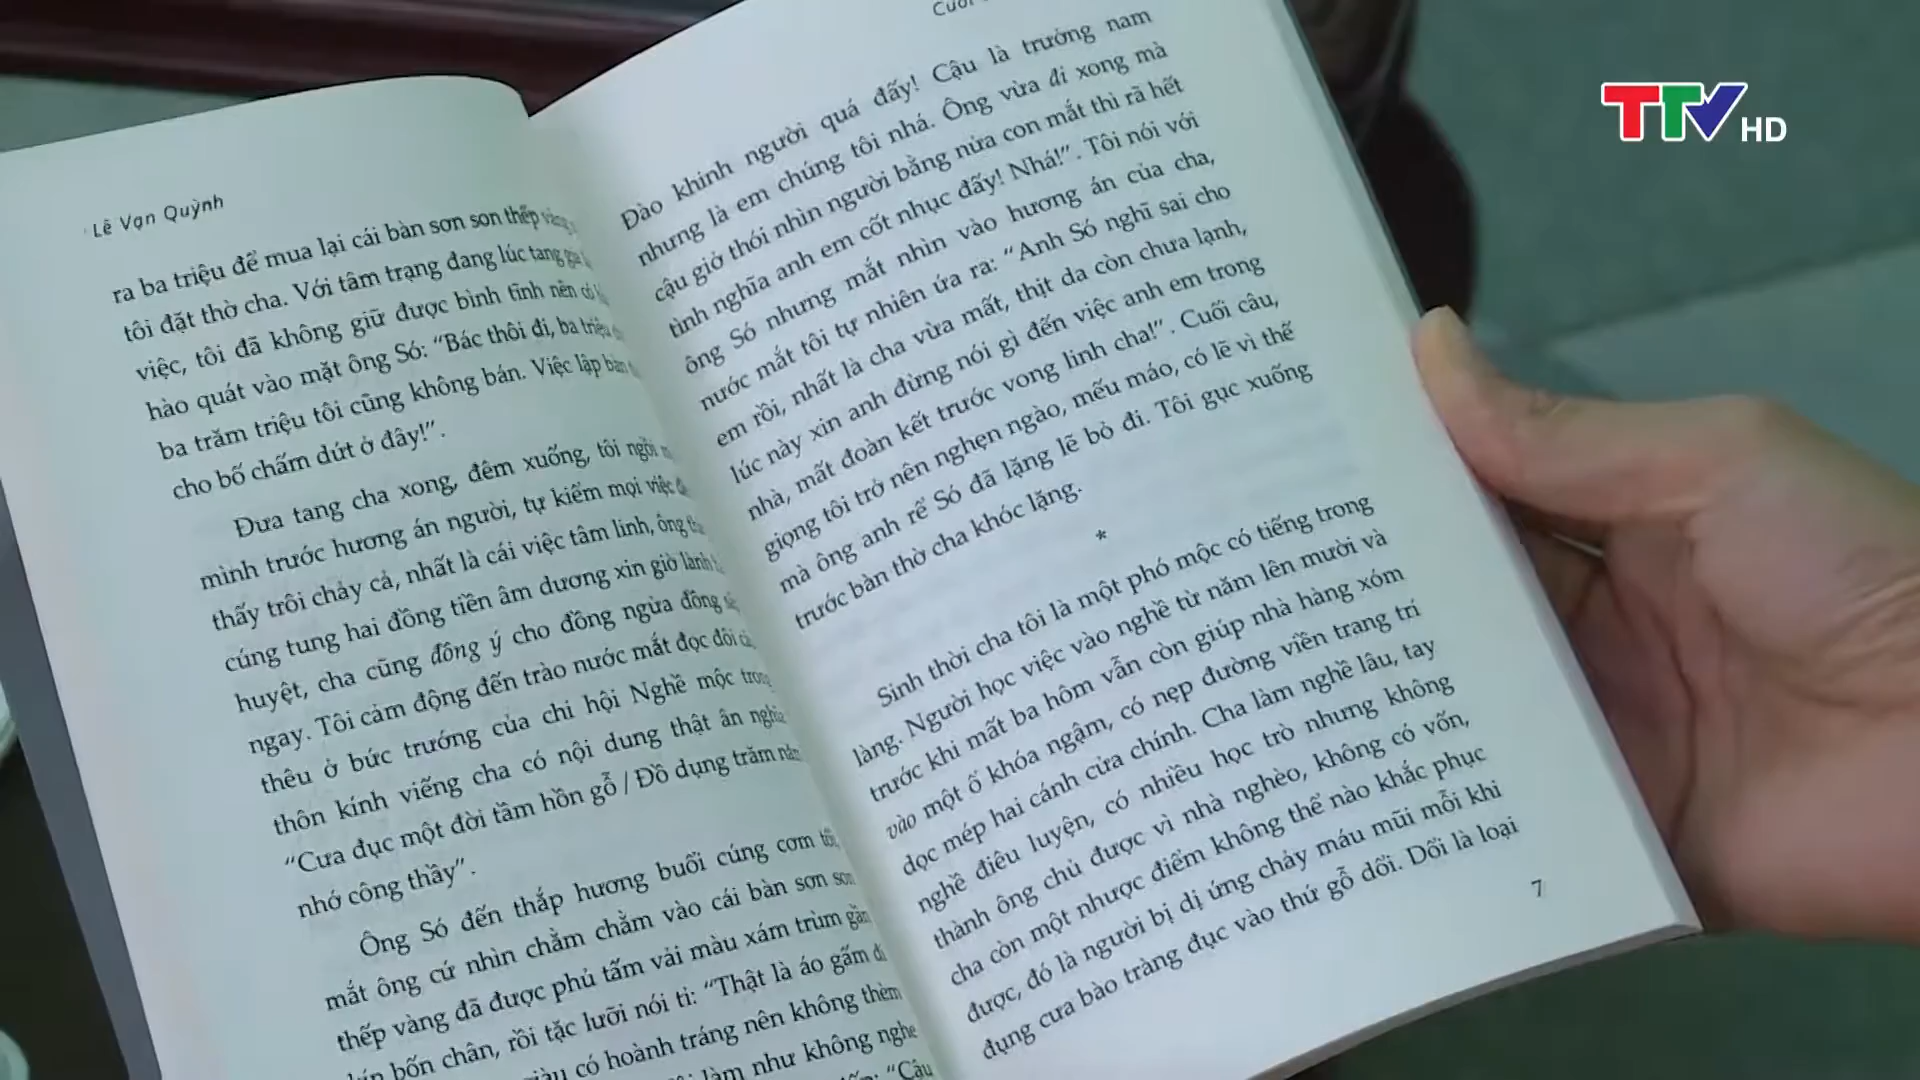 Lê Vạn Quỳnh
ra ba triệu để mua lại cái bàn sơn son thếp
tôi đặt thờ cha. Với tâm trạng đang lúc tang gia
việc, tôi đã không giữ được bình tĩnh nên
hào quát vào mặt ông Só: “Bác thôi đi, ba triệu
ba trăm triệu tôi cũng không bán. Việc lập bàn
cho bố chấm dứt ở đây!”.
Đưa tang cha xong, đêm xuống, tôi ngồi
mình trước hương án người, tự kiểm mọi việc
thấy trôi chảy cả, nhất là cái việc tâm linh, ông
cúng tung hai đồng tiền âm dương xin giờ lành
huyệt, cha cũng đồng ý cho đồng ngửa đồng
ngay. Tôi cảm động đến trào nước mắt đọc đôi
thêu ở bức trướng của chi hội Nghề mộc trong
thôn kính viếng cha có nội dung thật ân nghĩa
“Cưa đục một đời tầm hồn gỗ / Đồ dụng trăm năm
nhớ công thầy”.
Ông Só đến thắp hương buổi cúng cơm tối,
mắt ông cứ nhìn chằm chằm vào cái bàn sơn son
thếp vàng đã được phủ tấm vải màu xám trùm gần
kín bốn chân, rồi tặc lưỡi nói tỉ: “Thật là áo gấm đi
giàu có hoành tráng nên không thèm
làm như không nghe
“Cậu
Đào khinh người quá đấy! Cậu là trưởng nam
nhưng là em chúng tôi nhá. Ông vừa đi xong mà
cậu giở thói nhìn người bằng nửa con mắt thì rã hết
tình nghĩa anh em cốt nhục đấy! Nhá!”. Tôi nói với
ông Só nhưng mắt nhìn vào hương án của cha,
nước mắt tôi tự nhiên ứa ra: “Anh Só nghĩ sai cho
em rồi, nhất là cha vừa mất, thịt da còn chưa lạnh,
lúc này xin anh đừng nói gì đến việc anh em trong
nhà, mất đoàn kết trước vong linh cha!”. Cuối câu,
giọng tôi trở nên nghẹn ngào, mếu máo, có lẽ vì thế
mà ông anh rể Só đã lặng lẽ bỏ đi. Tôi gục xuống
trước bàn thờ cha khóc lặng.
*
Sinh thời cha tôi là một phó mộc có tiếng trong
làng. Người học việc vào nghề từ năm lên mười và
trước khi mất ba hôm vẫn còn giúp nhà hàng xóm
vào một ổ khóa ngậm, có nẹp đường viền trang trí
dọc mép hai cánh cửa chính. Cha làm nghề lâu, tay
nghề điêu luyện, có nhiều học trò nhưng không
thành ông chủ được vì nhà nghèo, không có vốn,
cha còn một nhược điểm không thể nào khắc phục
được, đó là người bị dị ứng chảy máu mũi mỗi khi
dụng cưa bào tràng đục vào thứ gỗ dổi. Dổi là loại
7
TTV HD